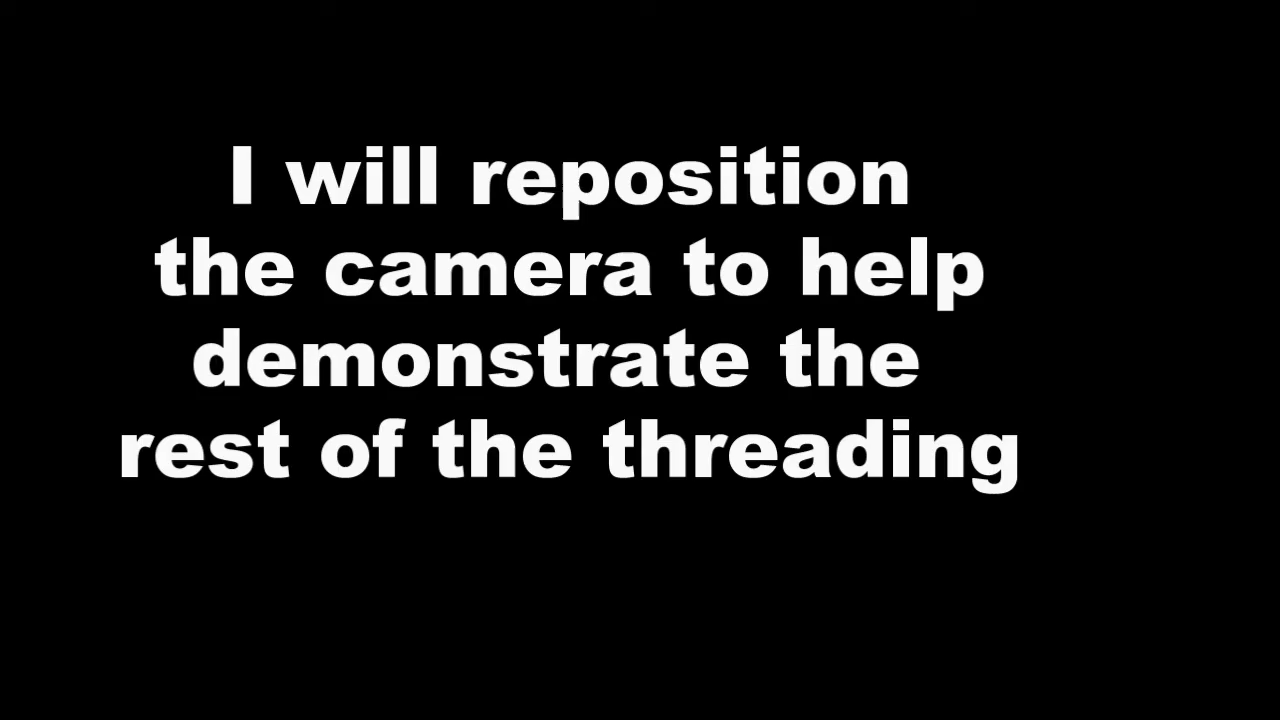 I will reposition
the camera to help
demonstrate the
rest of the threading